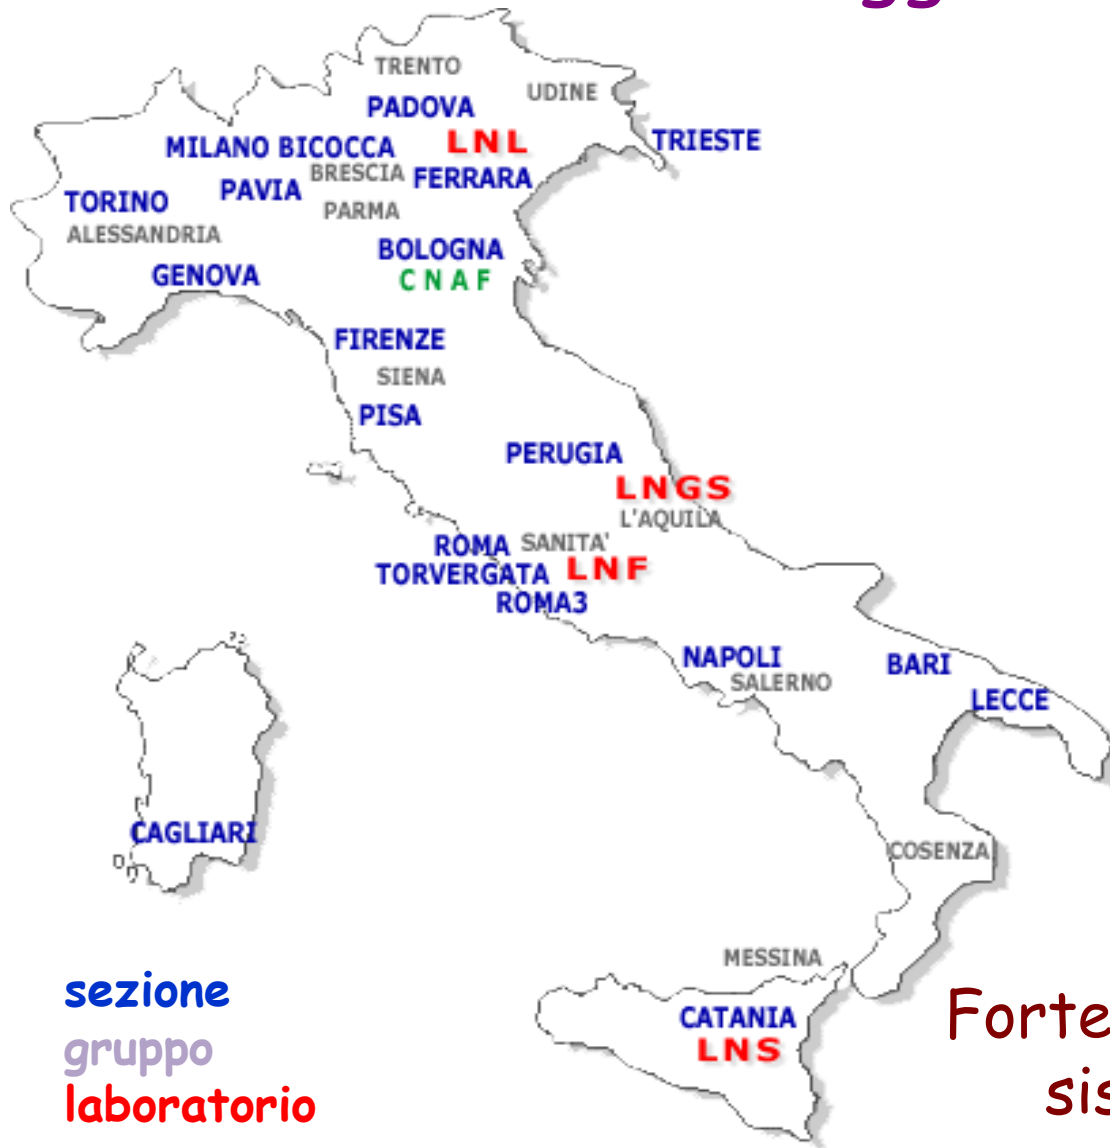 gg
TRENTO
UDINE
PADOVA
TRIESTE
MILANO BICOCCA
LNL
BRESCIA
FERRARA
PAVIA
TORINO
PARMA
ALESSANDRIA
BOLOGNA
GENOVA
CNAF
FIRENZE
SIENA
PISA
PERUGIA
LNGS
L'AQUILA
ROMA
SANITA'
TORVERGATA
LNF
ROMA3
NAPOLI
BARI
SALERNO
LECCE
CAGLIARI
COSENZA
MESSINA
sezione
CATANIA
Forte
gruppo
LNS
sis
laboratorio